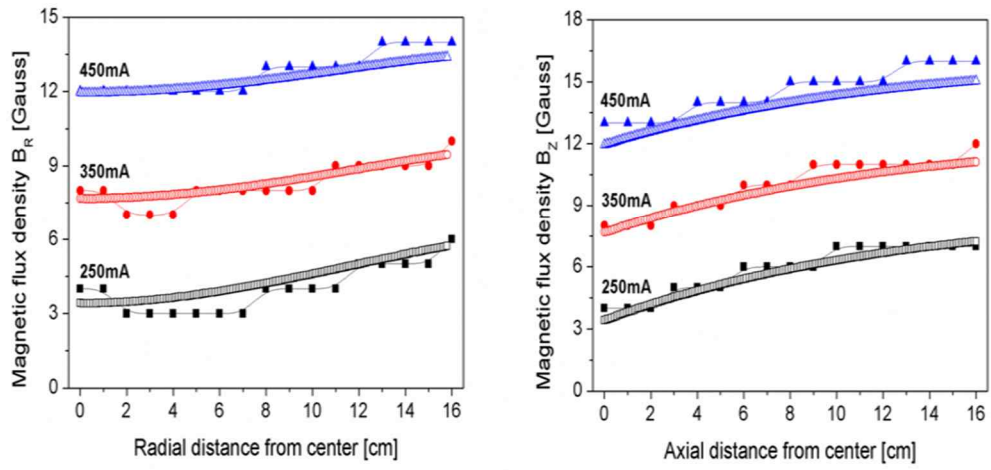 15
12
9
6
3
0
Magnetic flux density B_R [Gauss]
450mA
350mA
250mA
0 2 4 6 8 10 12 14 16
Radial distance from center [cm]
18
15
12
9
6
3
0
Magnetic flux density B_Z [Gauss]
450mA
350mA
250mA
0 2 4 6 8 10 12 14 16
Axial distance from center [cm]